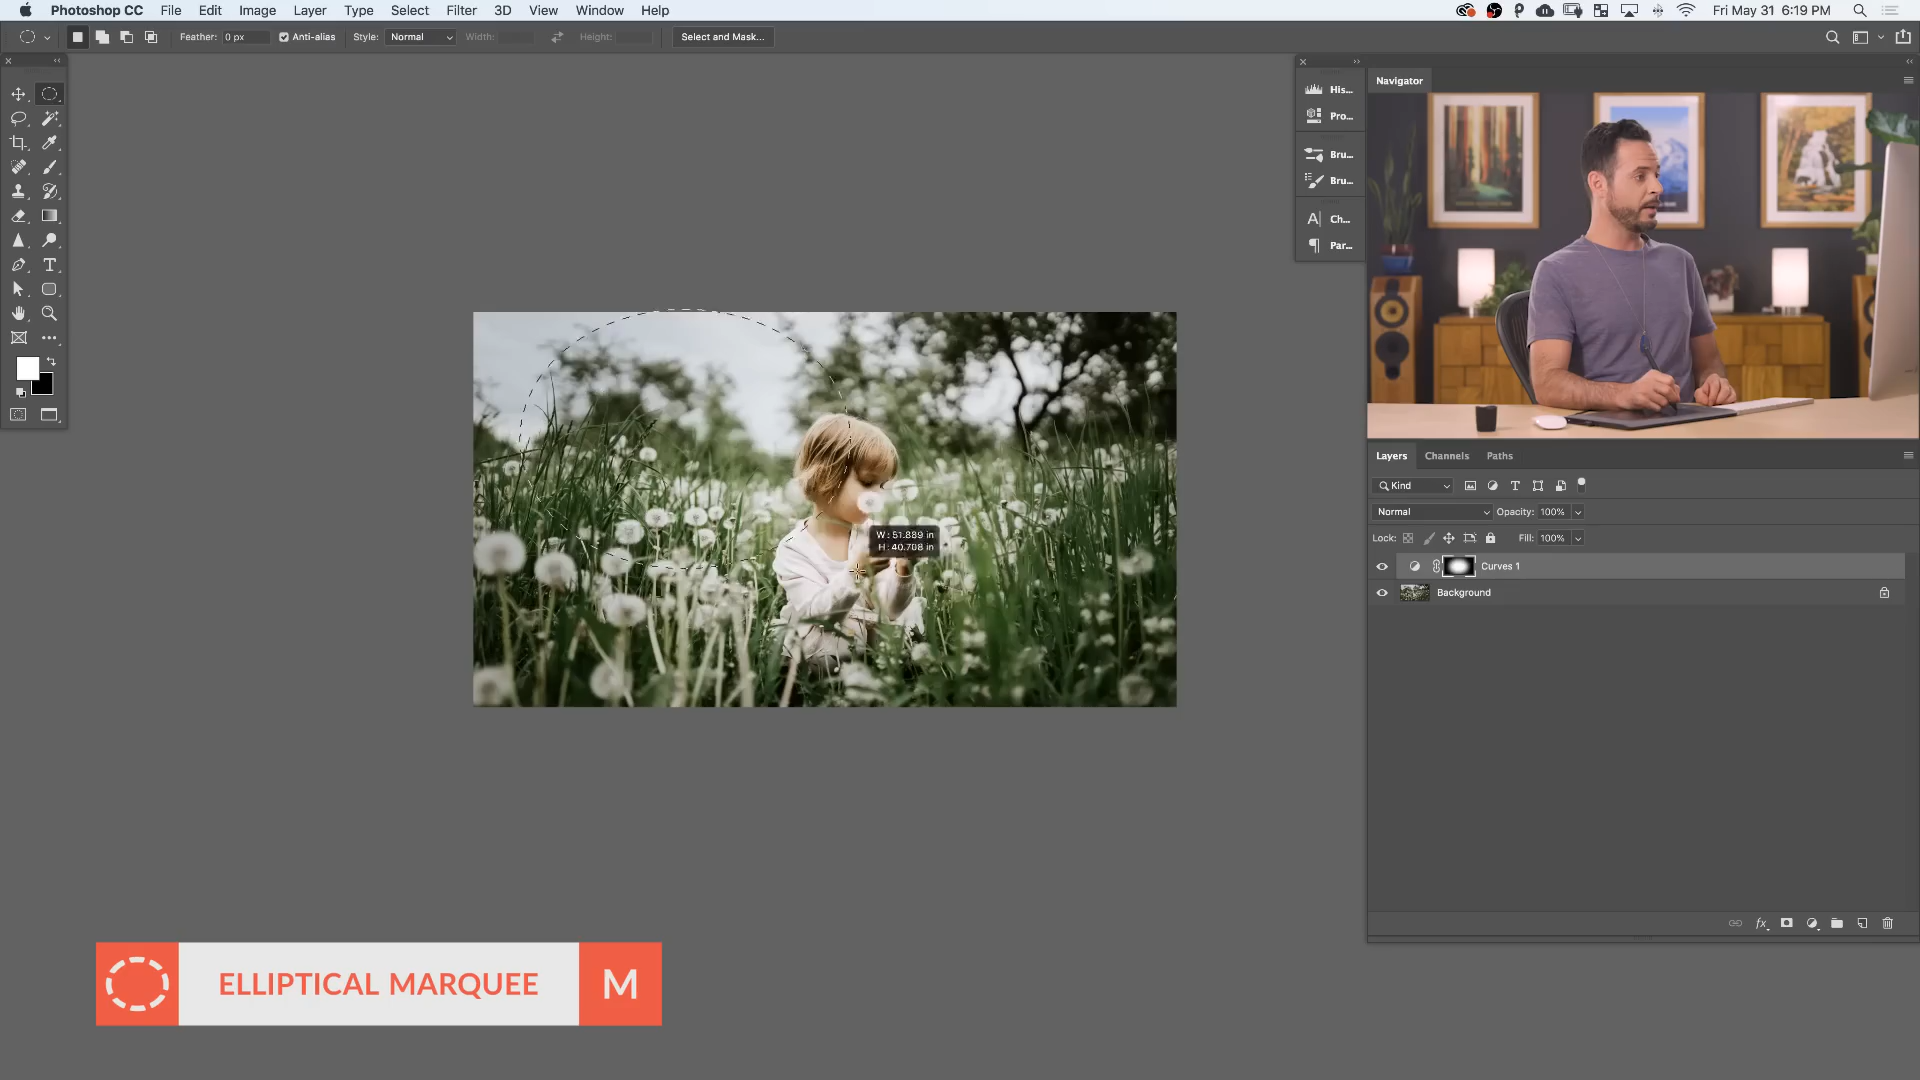 Photoshop CC File Edit Image Layer Type Select Filter 3D View Window Help Fri May 31 6:19 PM
Feather: 0 px Anti-alias Style: Normal Width: Height: Select and Mask...
His...
Pro...
Bru...
Bru...
Ch...
Par...
Navigator
W: 51.889 in
H: 40.708 in
Layers Channels Paths
Kind
Normal Opacity: 100%
Lock: Fill: 100%
Curves 1
Background
ELLIPTICAL MARQUEE M